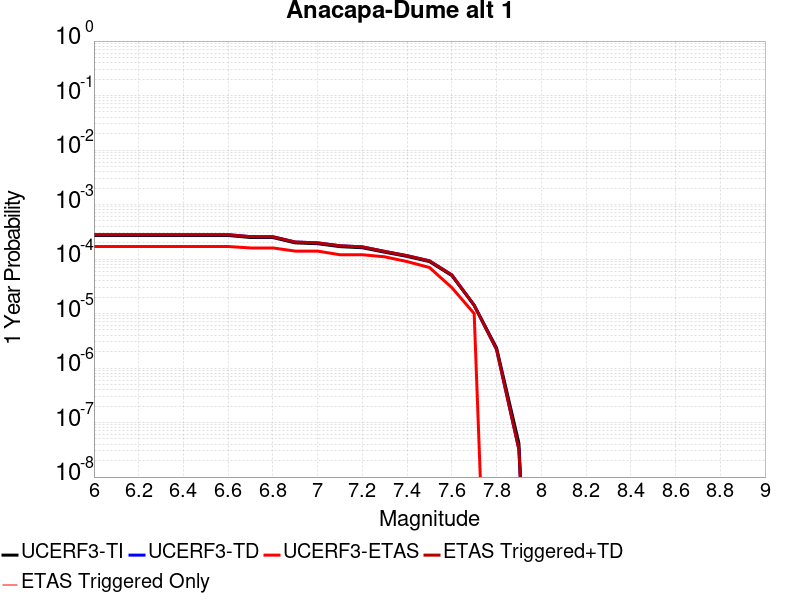 Anacapa-Dume alt 1
10^0
10^-1
10^-2
10^-3
10^-4
10^-5
10^-6
10^-7
10^-8
1 Year Probability
6 6.2 6.4 6.6 6.8 7 7.2 7.4 7.6 7.8 8 8.2 8.4 8.6 8.8 9
Magnitude
UCERF3-TI UCERF3-TD UCERF3-ETAS ETAS Triggered+TD
ETAS Triggered Only